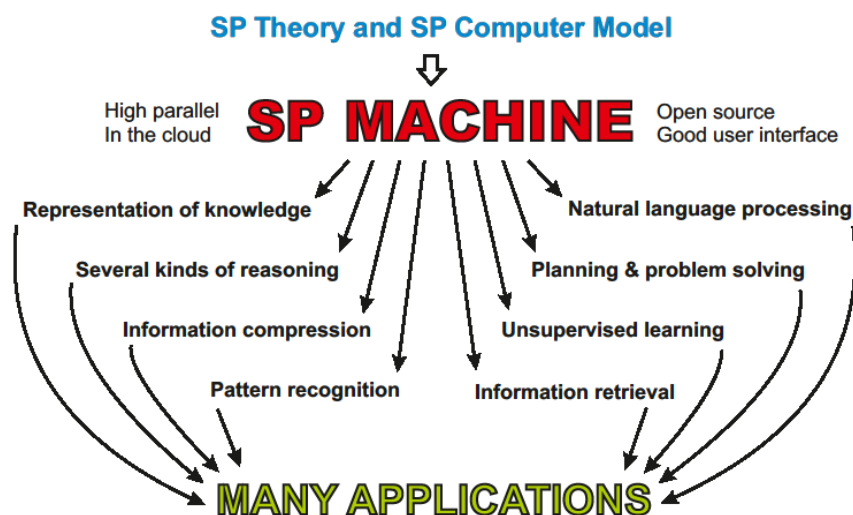 SP Theory and SP Computer Model
High parallel
In the cloud
SP MACHINE
Open source
Good user interface
Representation of knowledge
Natural language processing
Several kinds of reasoning
Planning & problem solving
Information compression
Unsupervised learning
Pattern recognition
Information retrieval
MANY APPLICATIONS